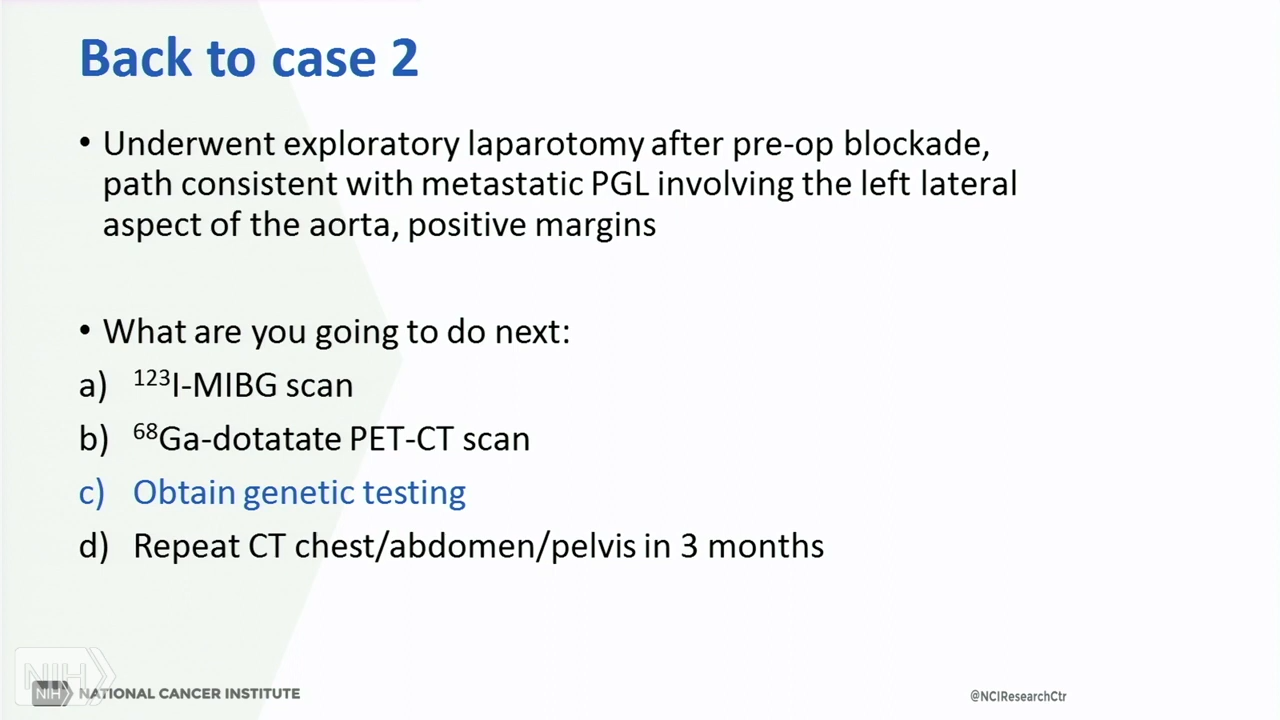 Back to case 2
• Underwent exploratory laparotomy after pre-op blockade,
path consistent with metastatic PGL involving the left lateral
aspect of the aorta, positive margins
• What are you going to do next:
a) ¹²³I-MIBG scan
b) ⁶⁸Ga-dotatate PET-CT scan
c) Obtain genetic testing
d) Repeat CT chest/abdomen/pelvis in 3 months
NIH
NIH NATIONAL CANCER INSTITUTE
@NCIResearchCtr